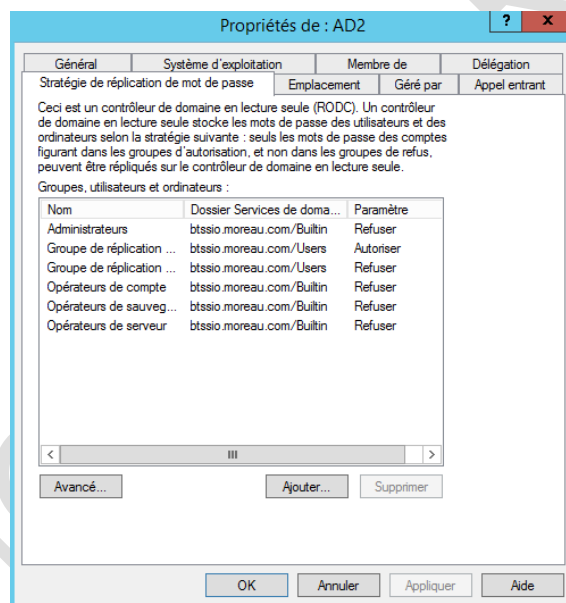 Propriétés de : AD2
? x
Général Système d'exploitation Membre de Délégation
Stratégie de réplication de mot de passe Emplacement Géré par Appel entrant
Ceci est un contrôleur de domaine en lecture seule (RODC). Un contrôleur
de domaine en lecture seule stocke les mots de passe des utilisateurs et des
ordinateurs selon la stratégie suivante : seuls les mots de passe des comptes
figurant dans les groupes d'autorisation, et non dans les groupes de refus,
peuvent être répliqués sur le contrôleur de domaine en lecture seule.
Groupes, utilisateurs et ordinateurs :
Nom Dossier Services de doma... Paramètre
Administrateurs btssio.moreau.com/Builtin Refuser
Groupe de réplication ... btssio.moreau.com/Users Autoriser
Groupe de réplication ... btssio.moreau.com/Users Refuser
Opérateurs de compte btssio.moreau.com/Builtin Refuser
Opérateurs de sauveg... btssio.moreau.com/Builtin Refuser
Opérateurs de serveur btssio.moreau.com/Builtin Refuser
Avancé... Ajouter... Supprimer
OK Annuler Appliquer Aide